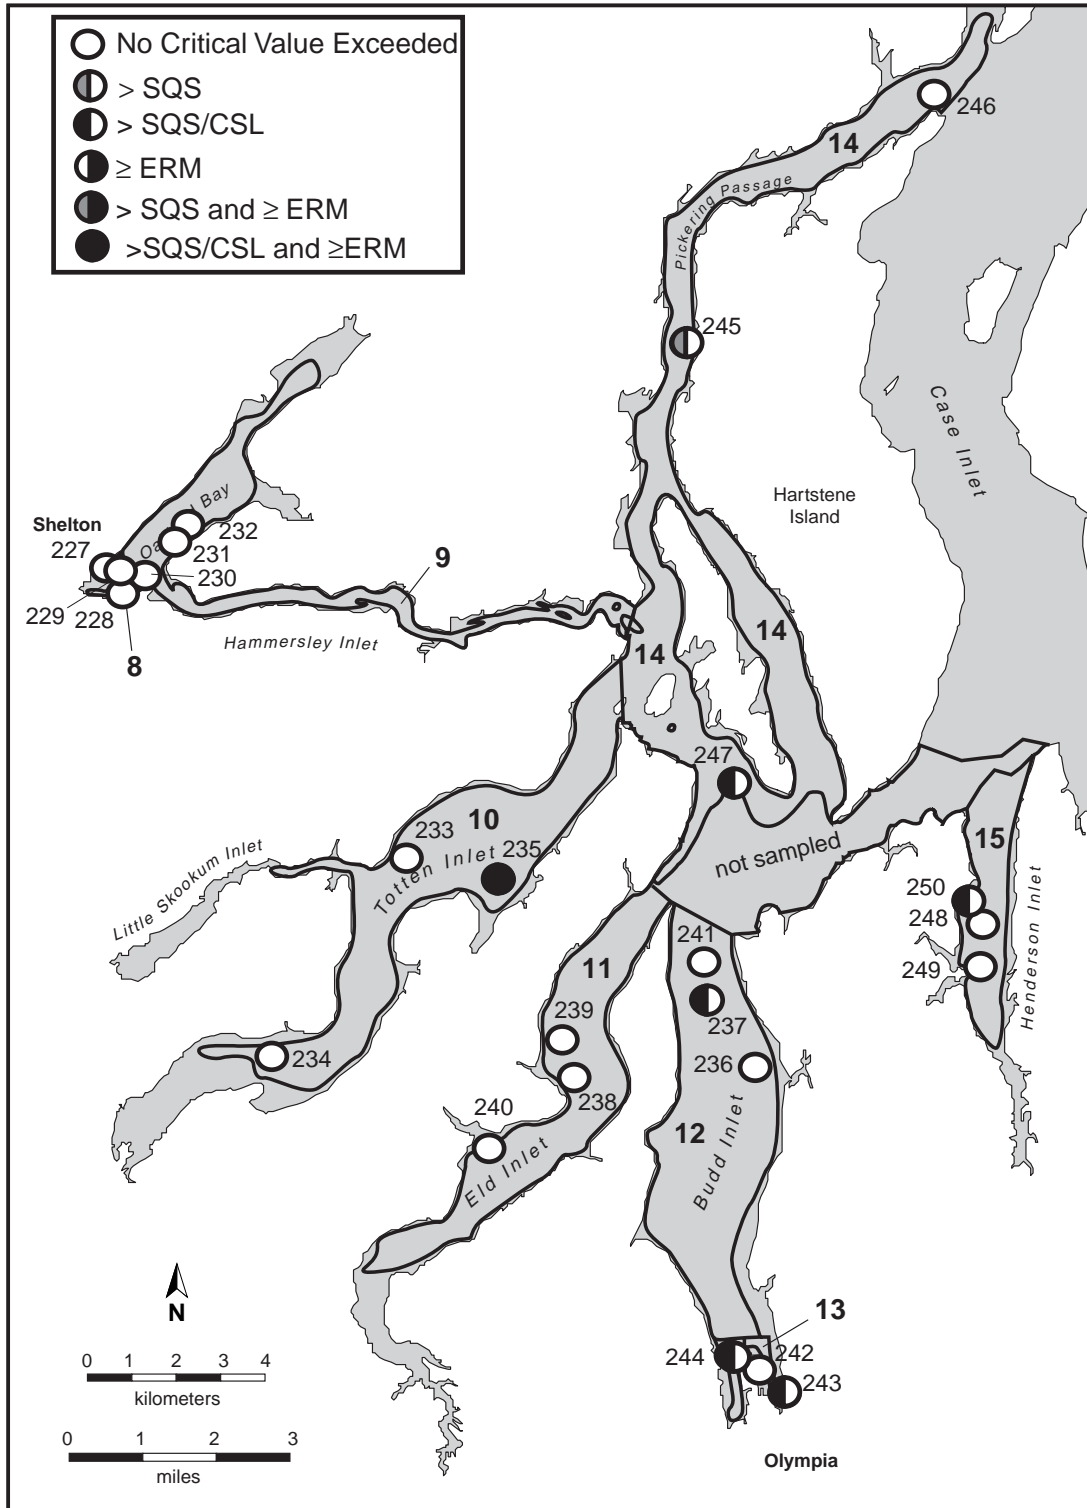 No Critical Value Exceeded
> SQS
> SQS/CSL
≥ ERM
> SQS and ≥ ERM
>SQS/CSL and ≥ERM
246
14
Pickering Passage
245
Case Inlet
Hartstene
Island
Shelton
Bay
232
227
231
230
229
228
8
9
Hammersley Inlet
14
14
247
10
233
235
Totten Inlet
Little Skookum Inlet
not sampled
15
250
248
249
Henderson Inlet
241
11
239
237
234
236
238
240
12
Eld Inlet
Budd Inlet
N
13
244
242
243
0 1 2 3 4
kilometers
0 1 2 3
miles
Olympia